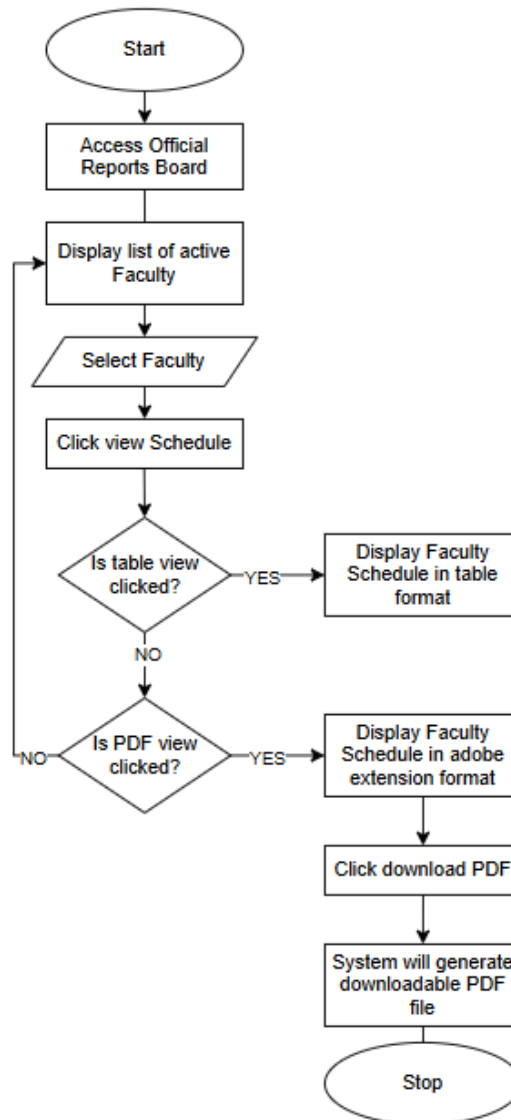 Start
Access Official
Reports Board
Display list of active
Faculty
Select Faculty
Click view Schedule
Is table view
clicked?
YES
Display Faculty
Schedule in table
format
NO
Is PDF view
clicked?
NO
YES
Display Faculty
Schedule in adobe
extension format
Click download PDF
System will generate
downloadable PDF
file
Stop